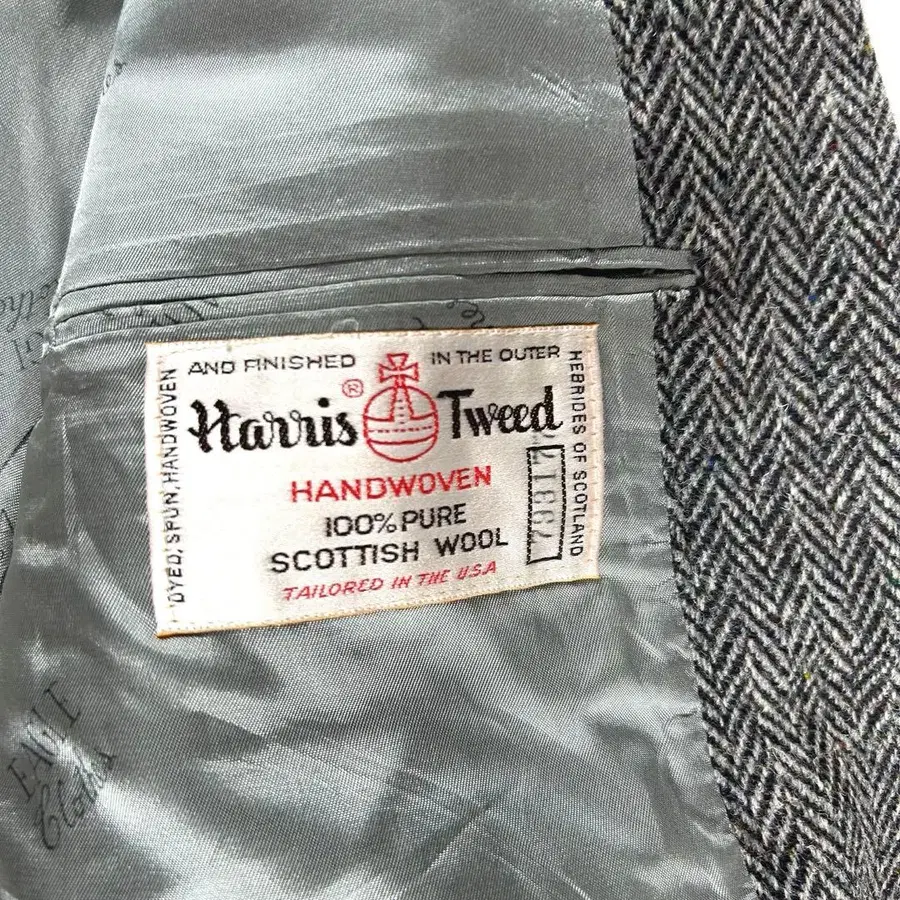 AND FINISHED IN THE OUTER
HEBRIDES OF SCOTLAND
DYED, SPUN, HANDWOVEN
Harris® Tweed
HANDWOVEN
100% PURE
SCOTTISH WOOL
TAILORED IN THE U.S.A
Clothes